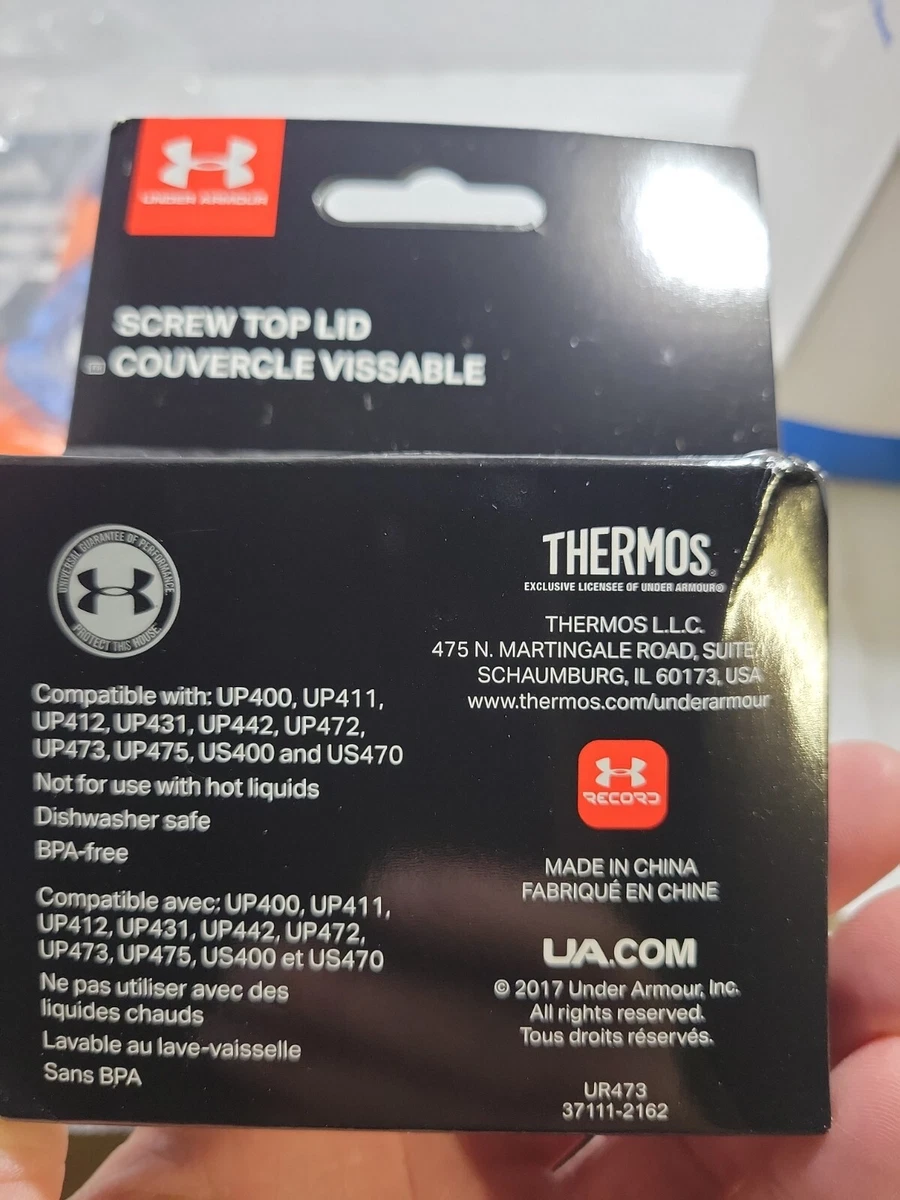 UNDER ARMOUR
SCREW TOP LID
COUVERCLE VISSABLE
UNIVERSAL GUARANTEE OF PERFORMANCE
PROTECT THIS HOUSE
Compatible with: UP400, UP411,
UP412, UP431, UP442, UP472,
UP473, UP475, US400 and US470
Not for use with hot liquids
Dishwasher safe
BPA-free
Compatible avec: UP400, UP411,
UP412, UP431, UP442, UP472,
UP473, UP475, US400 et US470
Ne pas utiliser avec des
liquides chauds
Lavable au lave-vaisselle
Sans BPA
THERMOS®
EXCLUSIVE LICENSEE OF UNDER ARMOUR®
THERMOS L.L.C.
475 N. MARTINGALE ROAD, SUITE
SCHAUMBURG, IL 60173, USA
www.thermos.com/underarmour
RECORD
MADE IN CHINA
FABRIQUÉ EN CHINE
UA.COM
© 2017 Under Armour, Inc.
All rights reserved.
Tous droits réservés.
UR473
37111-2162